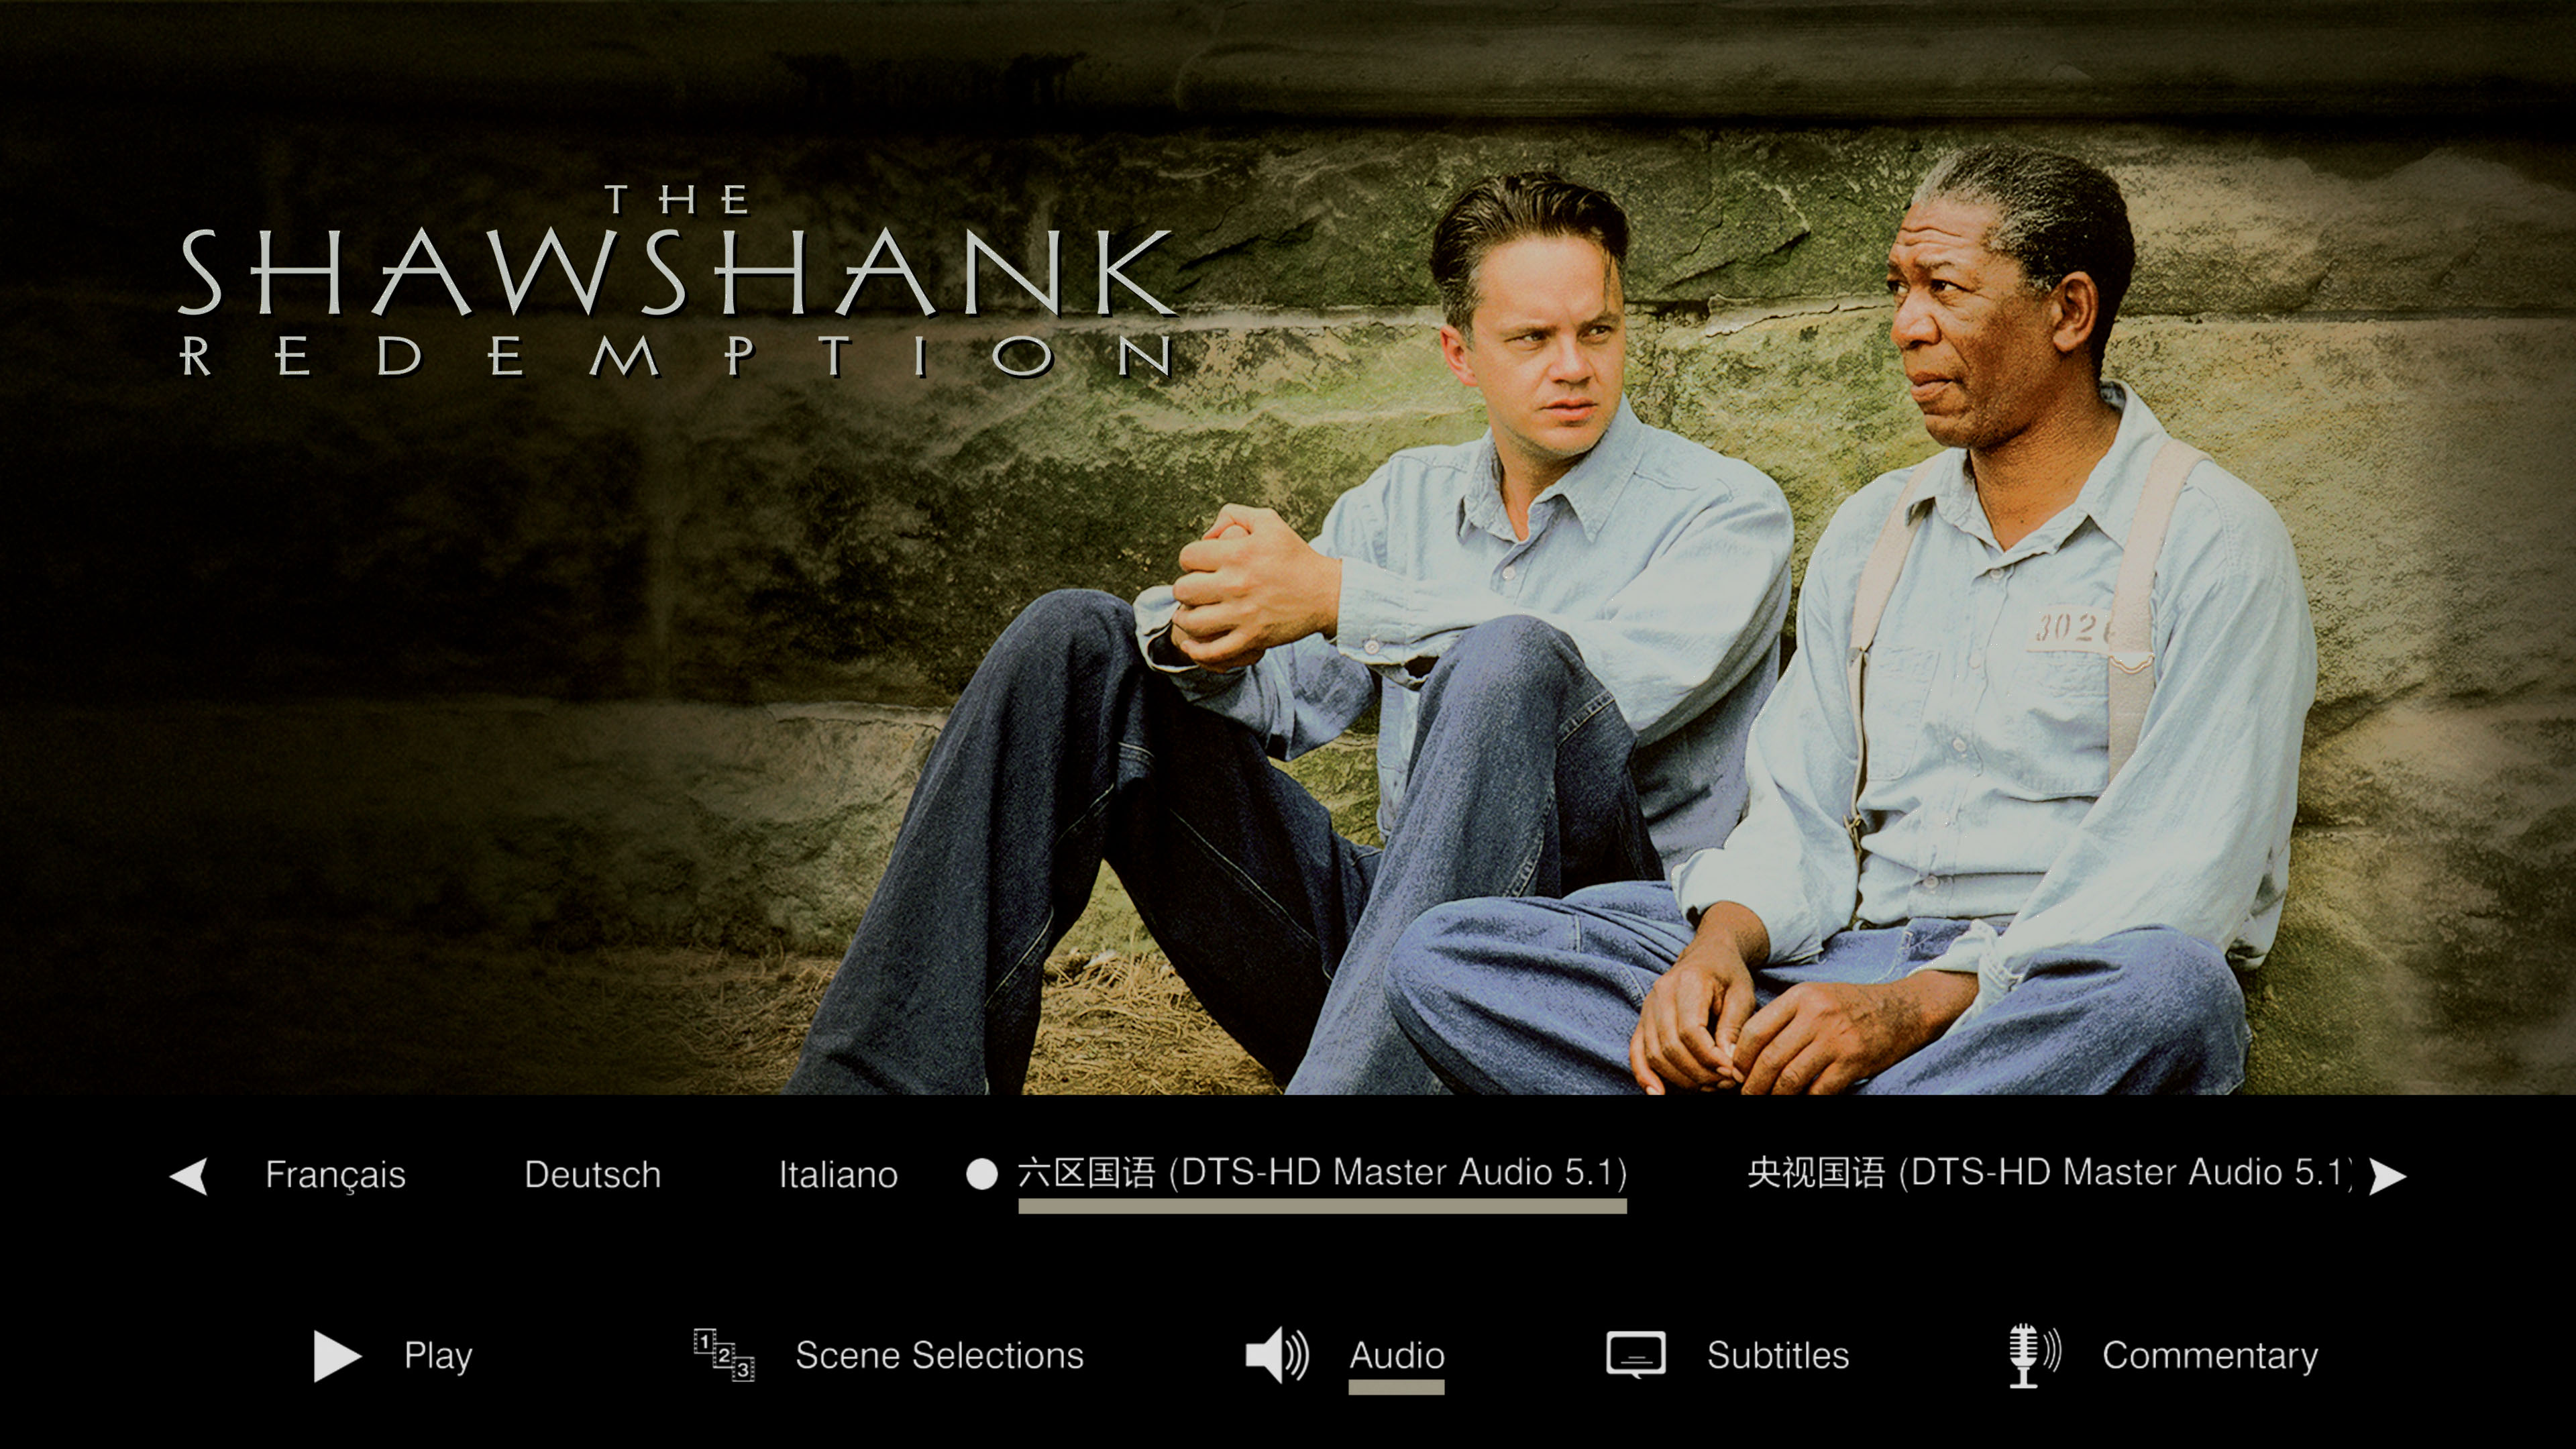 THE
SHAWSHANK
REDEMPTION
302
Français Deutsch Italiano 六区国语 (DTS-HD Master Audio 5.1) 央视国语 (DTS-HD Master Audio 5.1)
1 2 3
Play Scene Selections Audio Subtitles Commentary